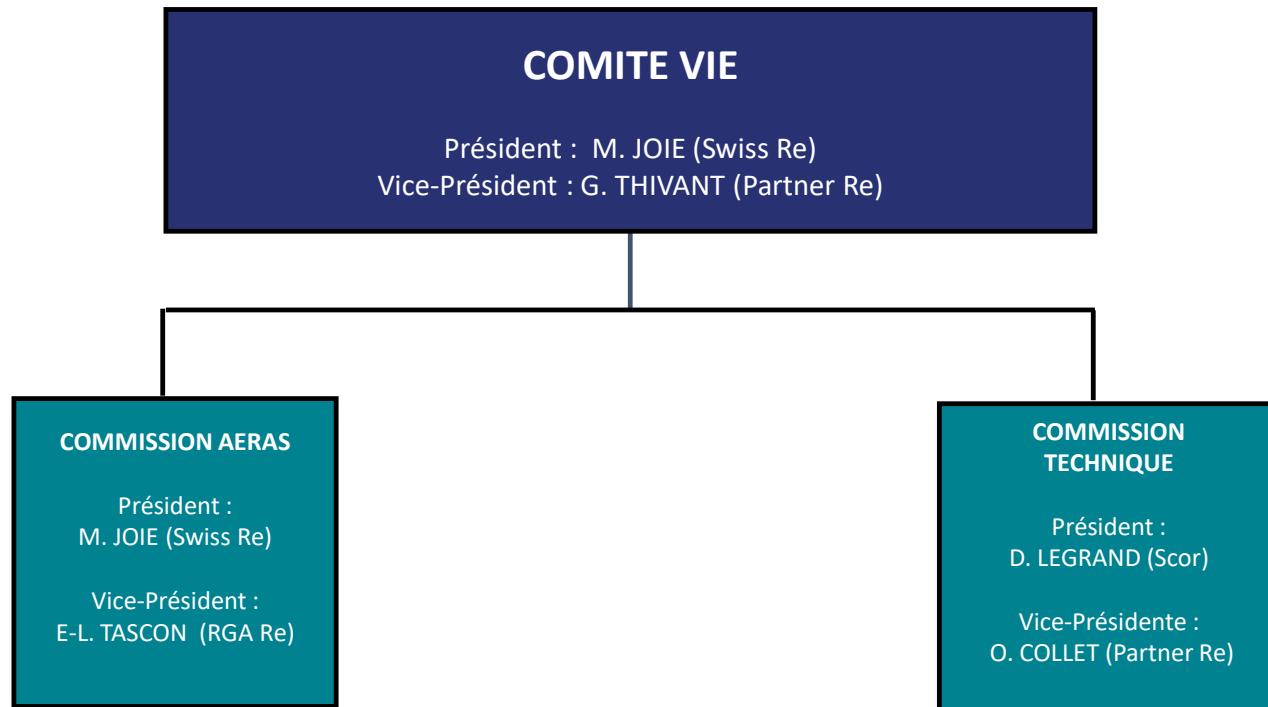 COMITE VIE
Président : M. JOIE (Swiss Re)
Vice-Président : G. THIVANT (Partner Re)
COMMISSION AERAS
Président :
M. JOIE (Swiss Re)
Vice-Président :
E-L. TASCON (RGA Re)
COMMISSION
TECHNIQUE
Président :
D. LEGRAND (Scor)
Vice-Présidente :
O. COLLET (Partner Re)